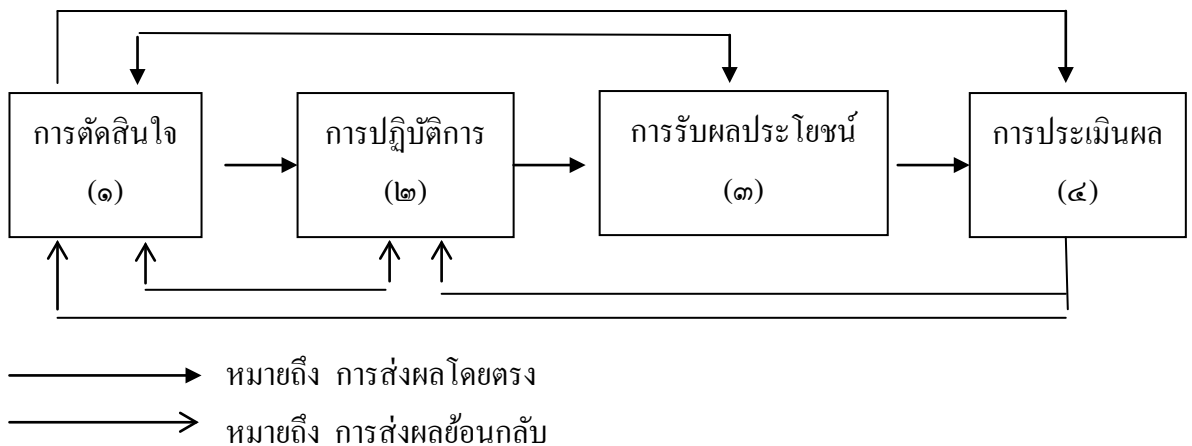 การตัดสินใจ
(๑)
การปฏิบัติการ
(๒)
การรับผลประโยชน์
(๓)
การประเมินผล
(๔)
หมายถึง การส่งผลโดยตรง
หมายถึง การส่งผลย้อนกลับ